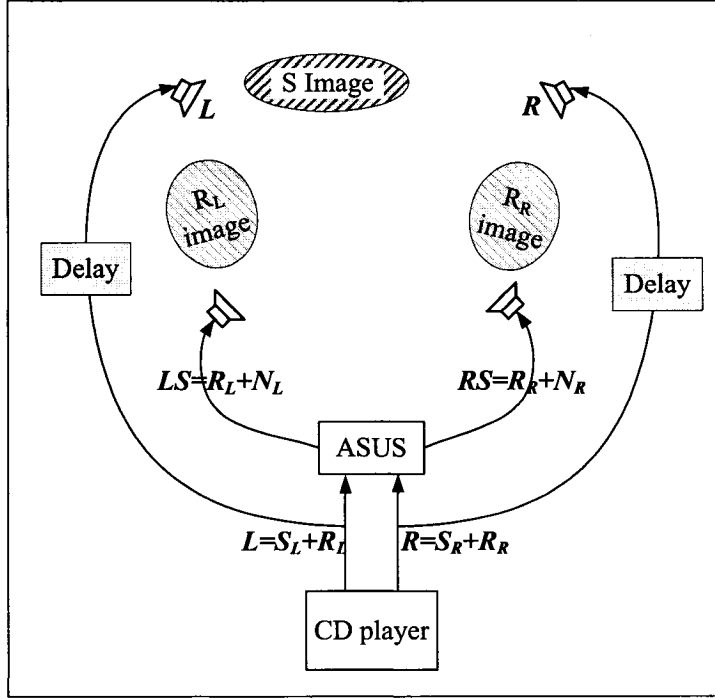 S Image
L
R
R_L
image
R_R
image
Delay
Delay
LS=R_L+N_L
RS=R_R+N_R
ASUS
L=S_L+R_L
R=S_R+R_R
CD player